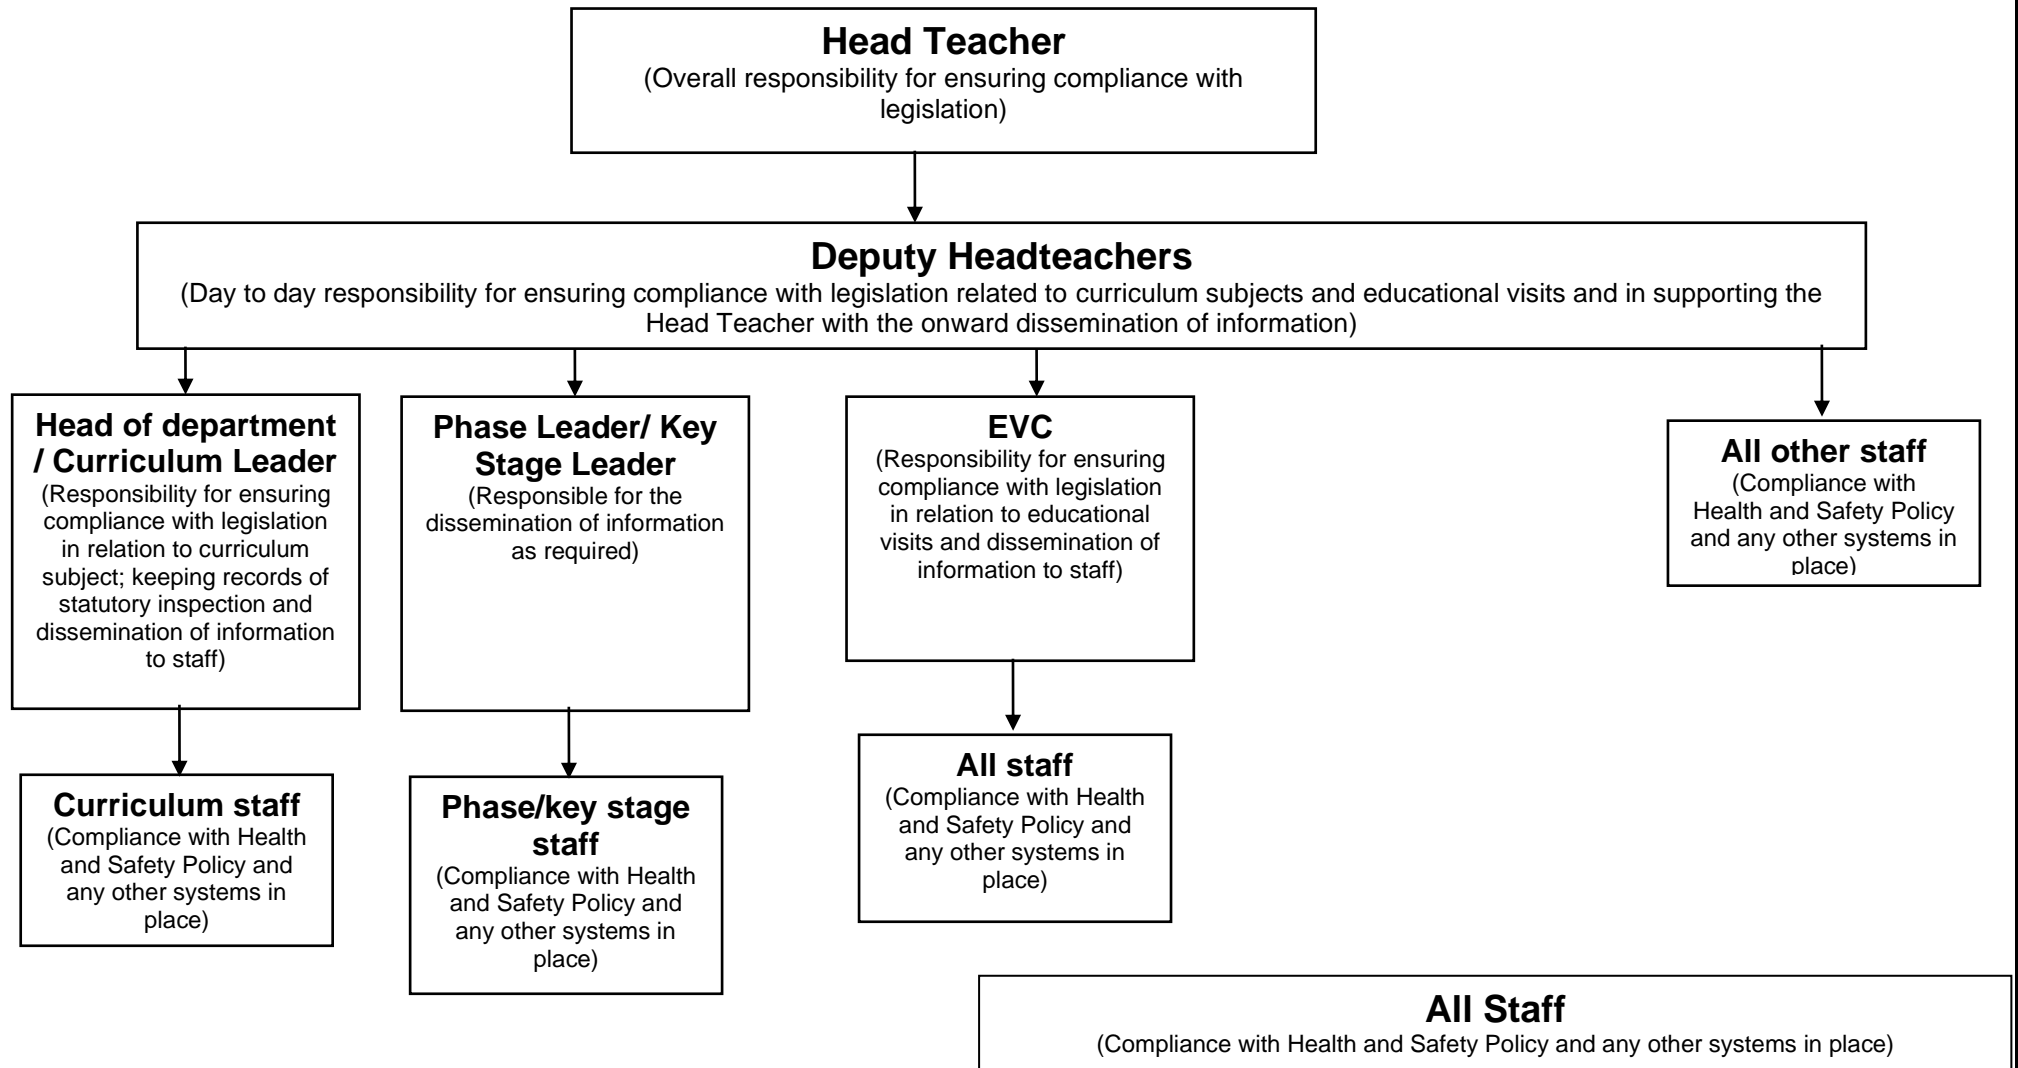 Head Teacher
(Overall responsibility for ensuring compliance with
legislation)
Deputy Headteachers
(Day to day responsibility for ensuring compliance with legislation related to curriculum subjects and educational visits and in supporting the
Head Teacher with the onward dissemination of information)
Head of department
/ Curriculum Leader
(Responsibility for ensuring
compliance with legislation
in relation to curriculum
subject; keeping records of
statutory inspection and
dissemination of information
to staff)
Phase Leader/ Key
Stage Leader
(Responsible for the
dissemination of information
as required)
EVC
(Responsibility for ensuring
compliance with legislation
in relation to educational
visits and dissemination of
information to staff)
All other staff
(Compliance with
Health and Safety Policy
and any other systems in
place)
Curriculum staff
(Compliance with Health
and Safety Policy and
any other systems in
place)
Phase/key stage
staff
(Compliance with Health
and Safety Policy and
any other systems in
place)
All staff
(Compliance with Health
and Safety Policy and
any other systems in
place)
All Staff
(Compliance with Health and Safety Policy and any other systems in place)